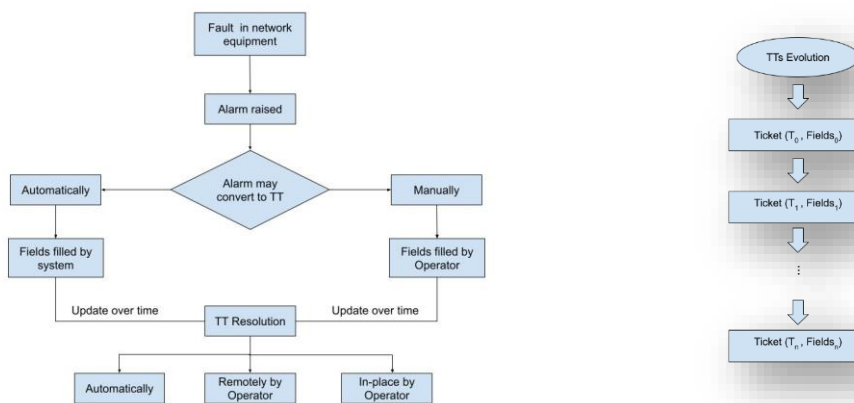 Fault in network
equipment
Alarm raised
Alarm may
convert to TT
Automatically
Manually
Fields filled by
system
Fields filled by
Operator
Update over time
Update over time
TT Resolution
Automatically
Remotely by
Operator
In-place by
Operator
TTs Evolution
Ticket (T₀ , Fields₀)
Ticket (T₁ , Fields₁)
⋮
Ticket (Tₙ , Fieldsₙ)